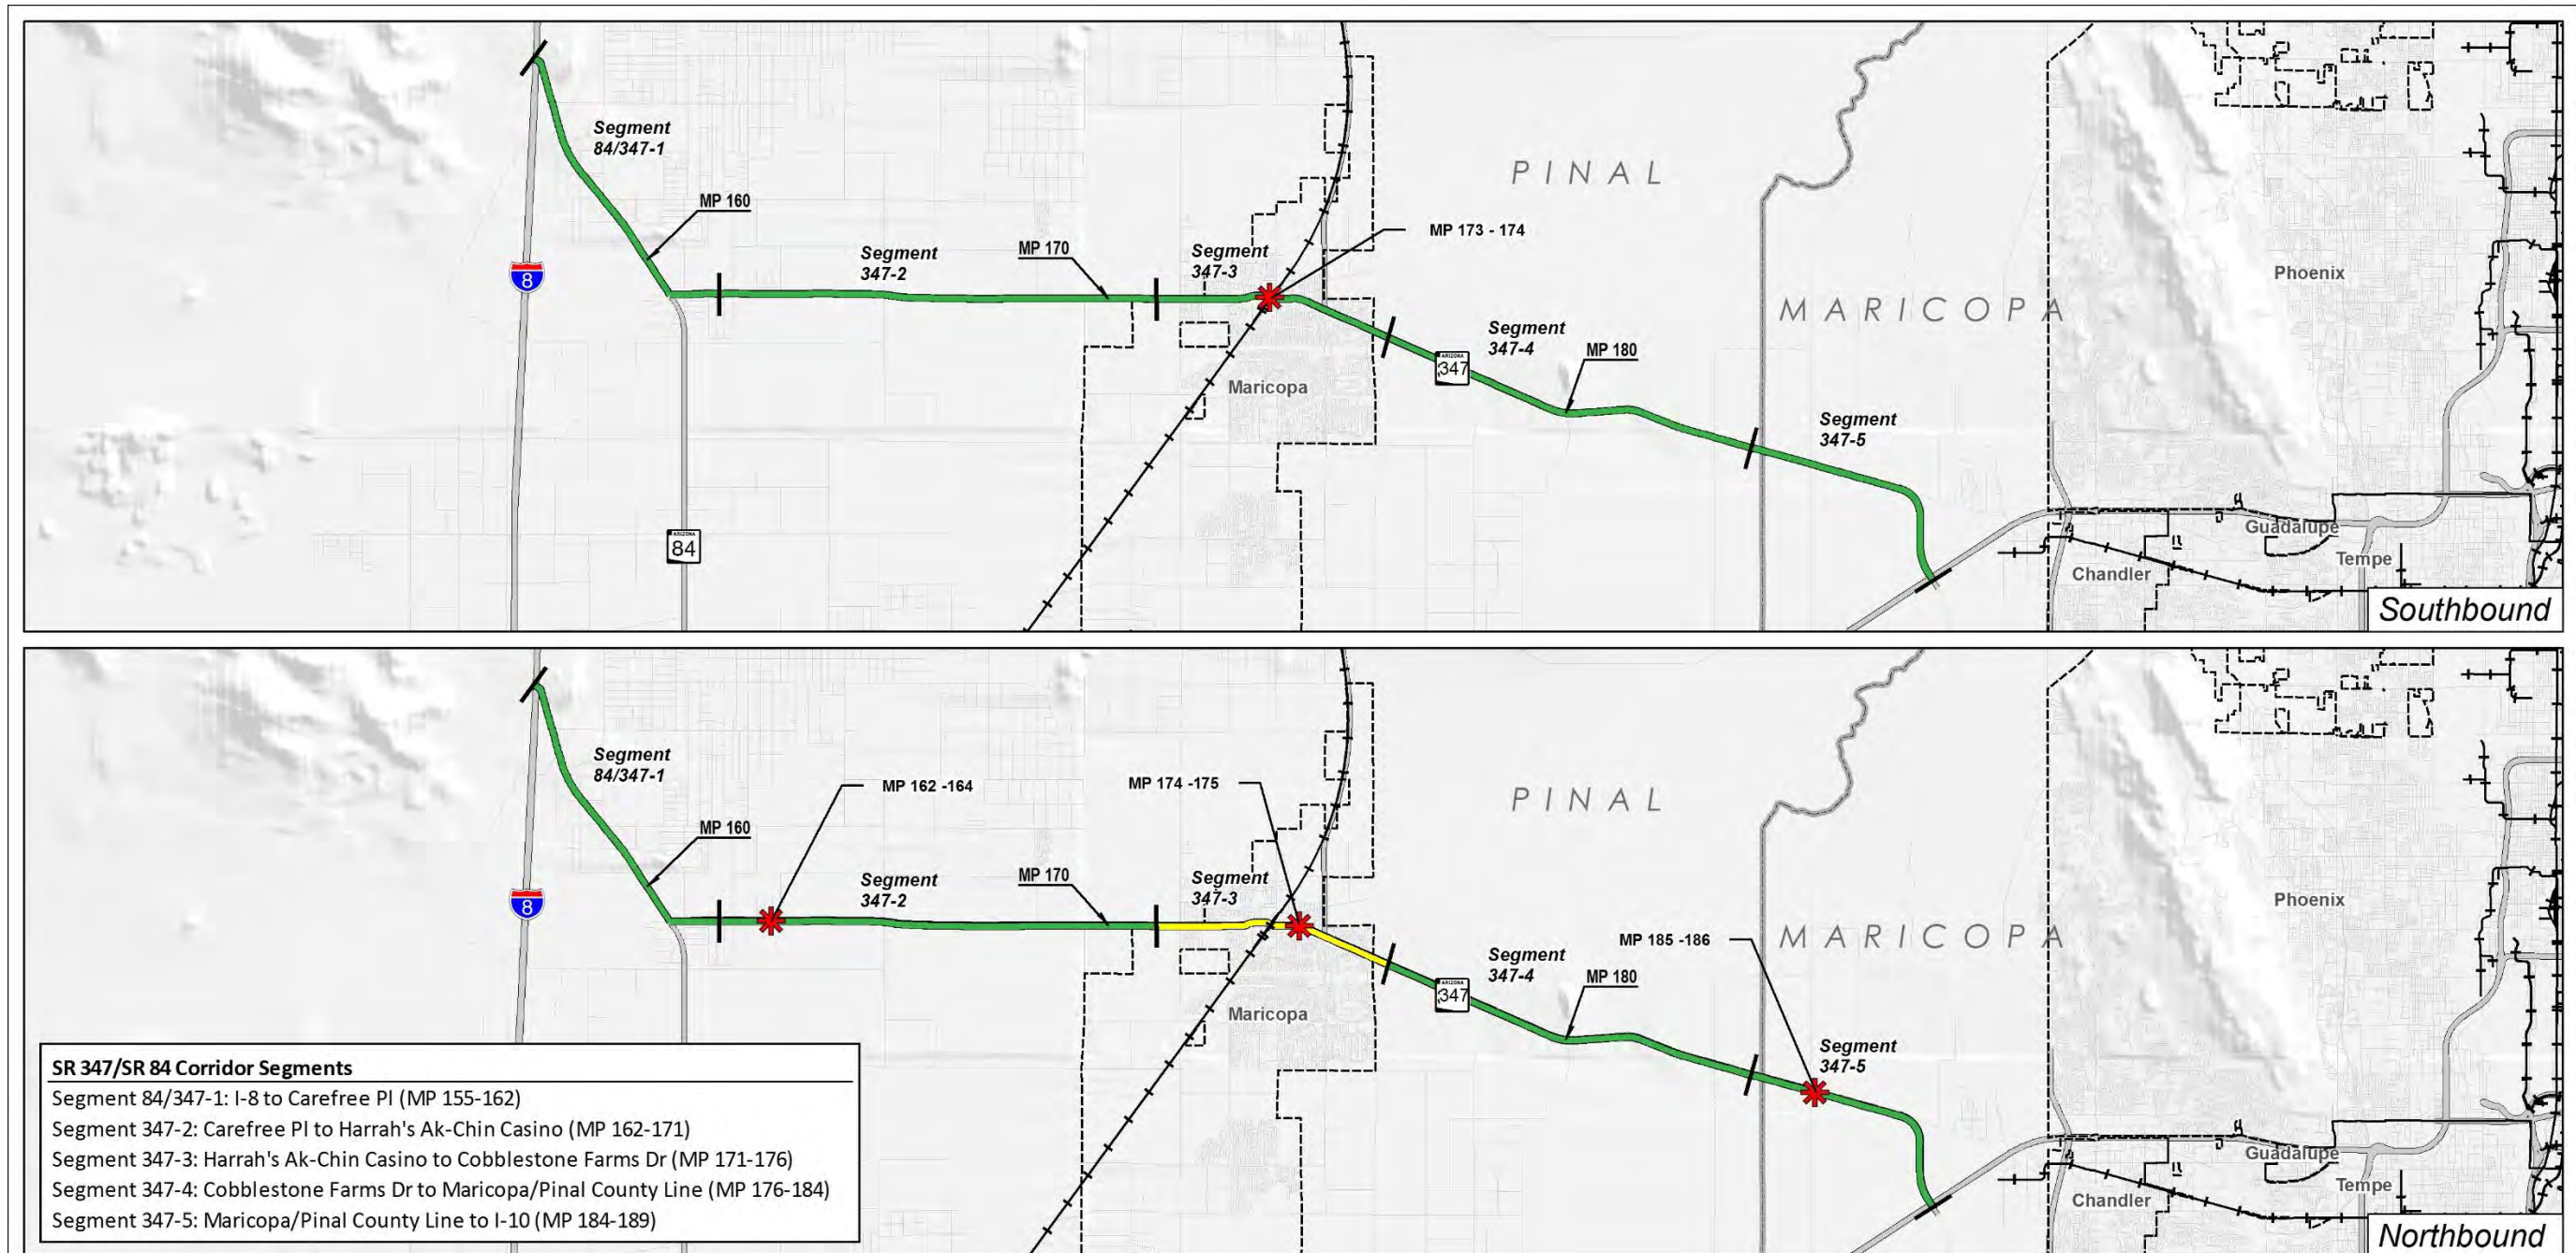 Segment
84/347-1
MP 160
PINAL
Segment
347-2
MP 170
Segment
347-3
MP 173 - 174
8
MARICOPA
Phoenix
Segment
347-4
MP 180
ARIZONA
347
Maricopa
Segment
347-5
ARIZONA
84
Guadalupe
Tempe
Chandler
Southbound
Segment
84/347-1
MP 162 -164
MP 174 -175
PINAL
MP 160
Segment
347-2
MP 170
Segment
347-3
8
MP 185 -186
MARICOPA
Phoenix
Segment
347-4
MP 180
ARIZONA
347
Maricopa
Segment
347-5
SR 347/SR 84 Corridor Segments
Segment 84/347-1: I-8 to Carefree Pl (MP 155-162)
Segment 347-2: Carefree Pl to Harrah's Ak-Chin Casino (MP 162-171)
Segment 347-3: Harrah's Ak-Chin Casino to Cobblestone Farms Dr (MP 171-176)
Segment 347-4: Cobblestone Farms Dr to Maricopa/Pinal County Line (MP 176-184)
Segment 347-5: Maricopa/Pinal County Line to I-10 (MP 184-189)
Guadalupe
Tempe
Chandler
Northbound